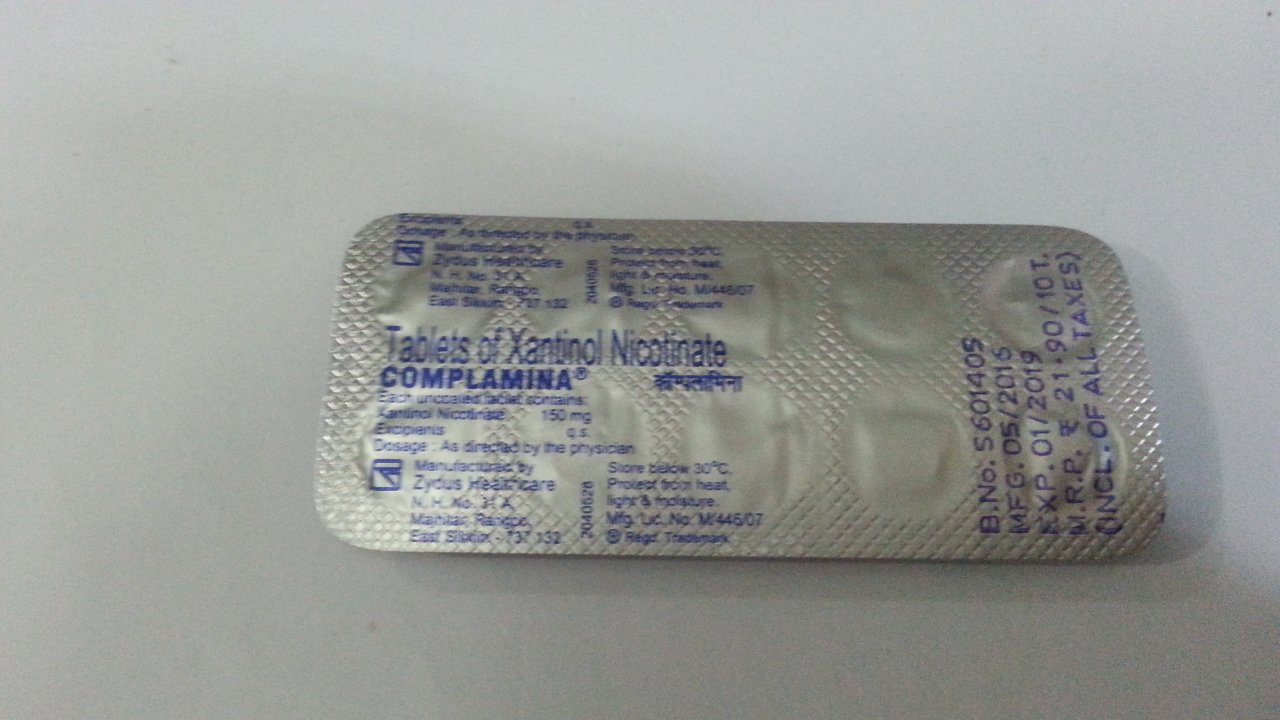 Excipients q.s.
Dosage : As directed by the physician
Manufactured by
Zydus Healthcare
N. H. No. 31 A,
Majhitar, Rangpo,
East Sikkim - 737 132
2040626
Store below 30°C.
Protect from heat,
light & moisture.
Mfg. Lic. No. M/446/07
® Regd. Trademark
Tablets of Xantinol Nicotinate
COMPLAMINA® कॉम्पलामिना
Each uncoated tablet contains:
Xantinol Nicotinate 150 mg
Excipients q.s.
Dosage : As directed by the physician
Manufactured by
Zydus Healthcare
N. H. No. 31 A,
Majhitar, Rangpo,
East Sikkim - 737 132
2040626
Store below 30°C.
Protect from heat,
light & moisture.
Mfg. Lic. No. M/446/07
® Regd. Trademark
B.No. S601405
MFG. 05/2016
EXP. 01/2019
M.R.P. ₹ 21.90/10T.
(INCL. OF ALL TAXES)